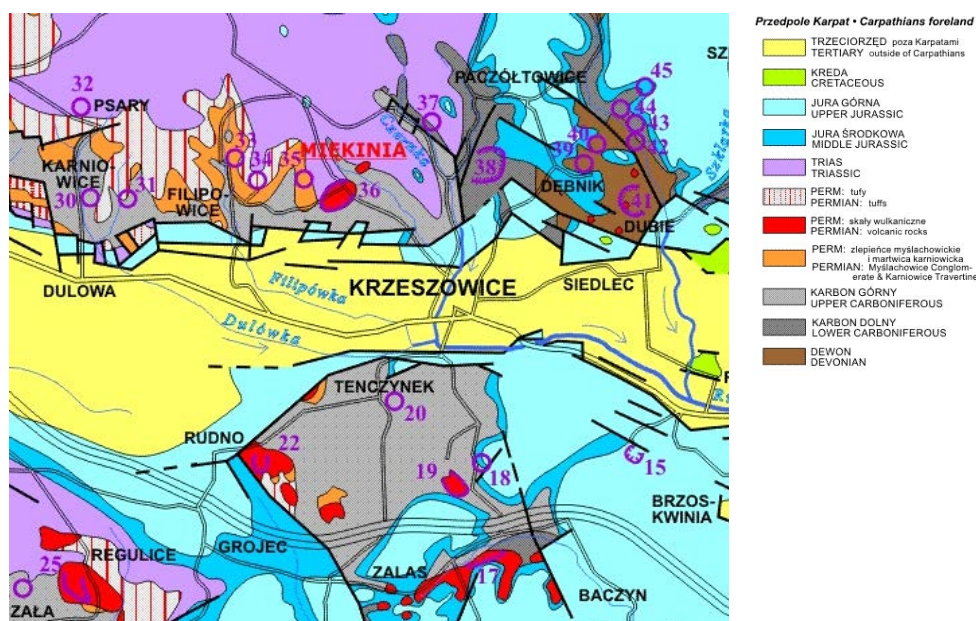 Przedpole Karpat • Carpathians foreland
TRZECIORZĘD poza Karpatami
TERTIARY outside of Carpathians
KREDA
CRETACEOUS
JURA GÓRNA
UPPER JURASSIC
JURA ŚRODKOWA
MIDDLE JURASSIC
TRIAS
TRIASSIC
PERM: tufy
PERMIAN: tuffs
PERM: skały wulkaniczne
PERMIAN: volcanic rocks
PERM: zlepieńce myślachowickie
i martwica karniowicka
PERMIAN: Myślachowice Conglom-
erate & Karniowice Travertine
KARBON GÓRNY
UPPER CARBONIFEROUS
KARBON DOLNY
LOWER CARBONIFEROUS
DEWON
DEVONIAN
32
PSARY
PACZÓŁTOWICE
45
SZ
44
37
43
Czernka
Szklarka
33
MIĘKINIA
40
42
KARNIO-
WICE
34
35
38
39
30
31
FILIPO-
WICE
36
DĘBNIK
41
DUBIE
DULOWA
Filipówka
KRZESZOWICE
SIEDLEC
Dulówka
TENCZYNEK
20
R
RUDNO
22
19
18
15
BRZOS-
KWINIA
25
REGULICE
GROJEC
ZALAS
17
ZAŁA
BACZYN